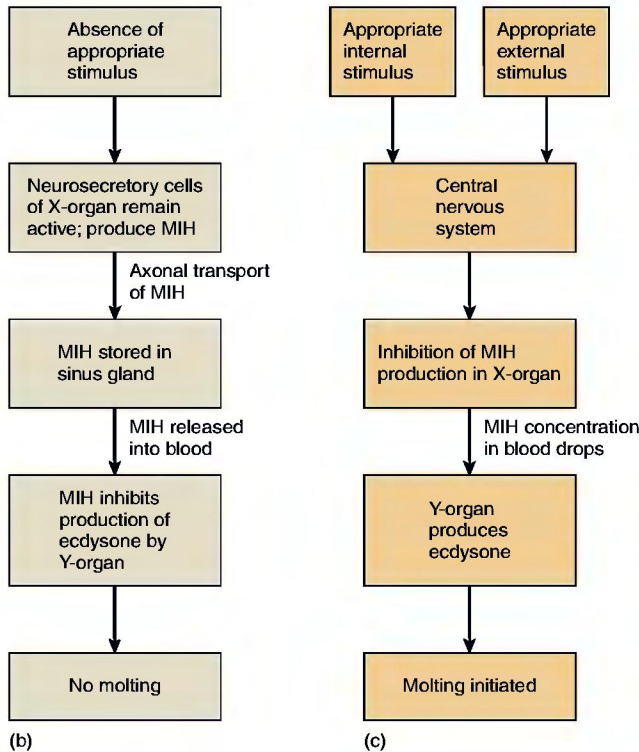 Absence of
appropriate
stimulus
Neurosecretory cells
of X-organ remain
active; produce MIH
Axonal transport
of MIH
MIH stored in
sinus gland
MIH released
into blood
MIH inhibits
production of
ecdysone by
Y-organ
No molting
(b)
Appropriate
internal
stimulus
Appropriate
external
stimulus
Central
nervous
system
Inhibition of MIH
production in X-organ
MIH concentration
in blood drops
Y-organ
produces
ecdysone
Molting initiated
(c)